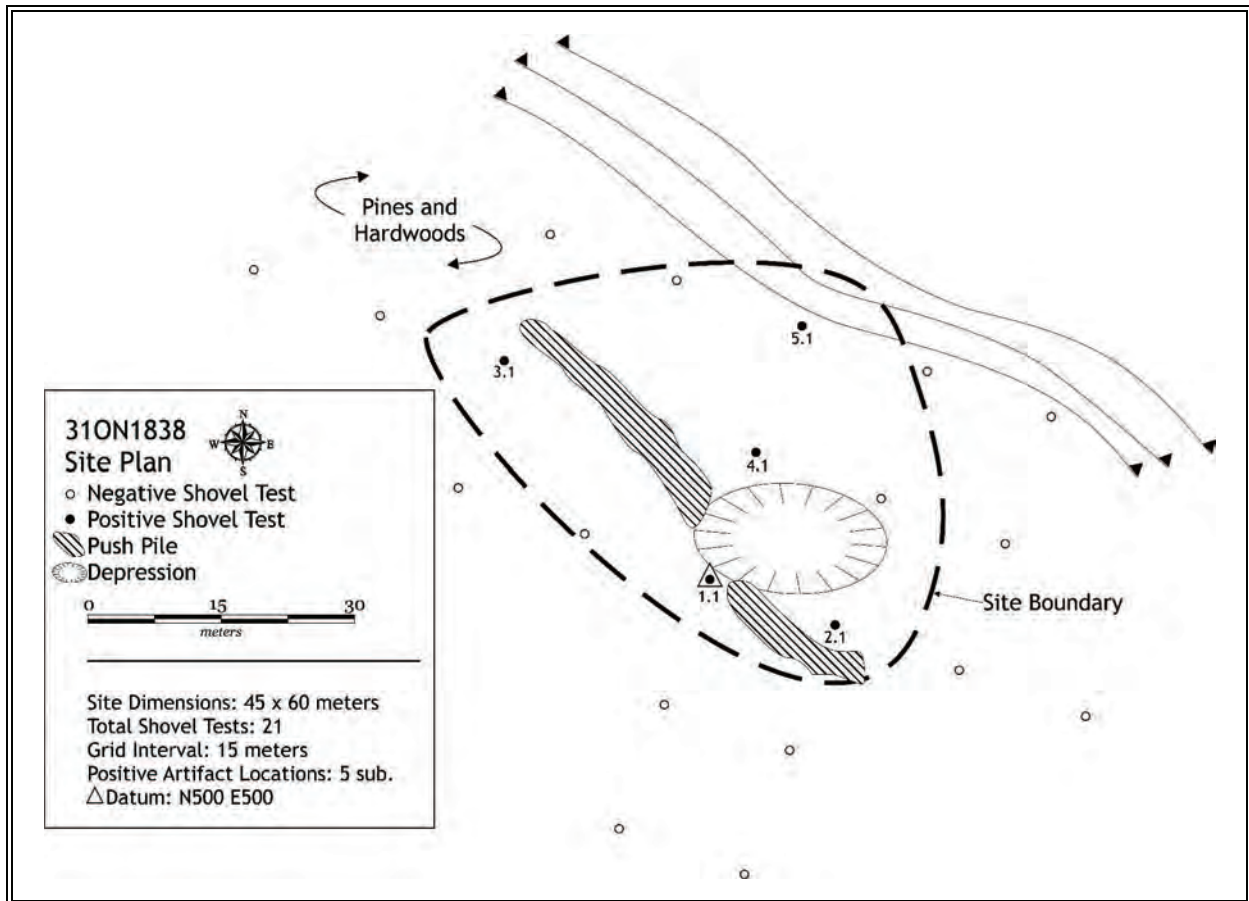 Pines and
Hardwoods
5.1
3.1
4.1
1.1
2.1
Site Boundary
31ON1838
Site Plan
N
W E
S
Negative Shovel Test
Positive Shovel Test
Push Pile
Depression
0 15 30
meters
Site Dimensions: 45 x 60 meters
Total Shovel Tests: 21
Grid Interval: 15 meters
Positive Artifact Locations: 5 sub.
Datum: N500 E500